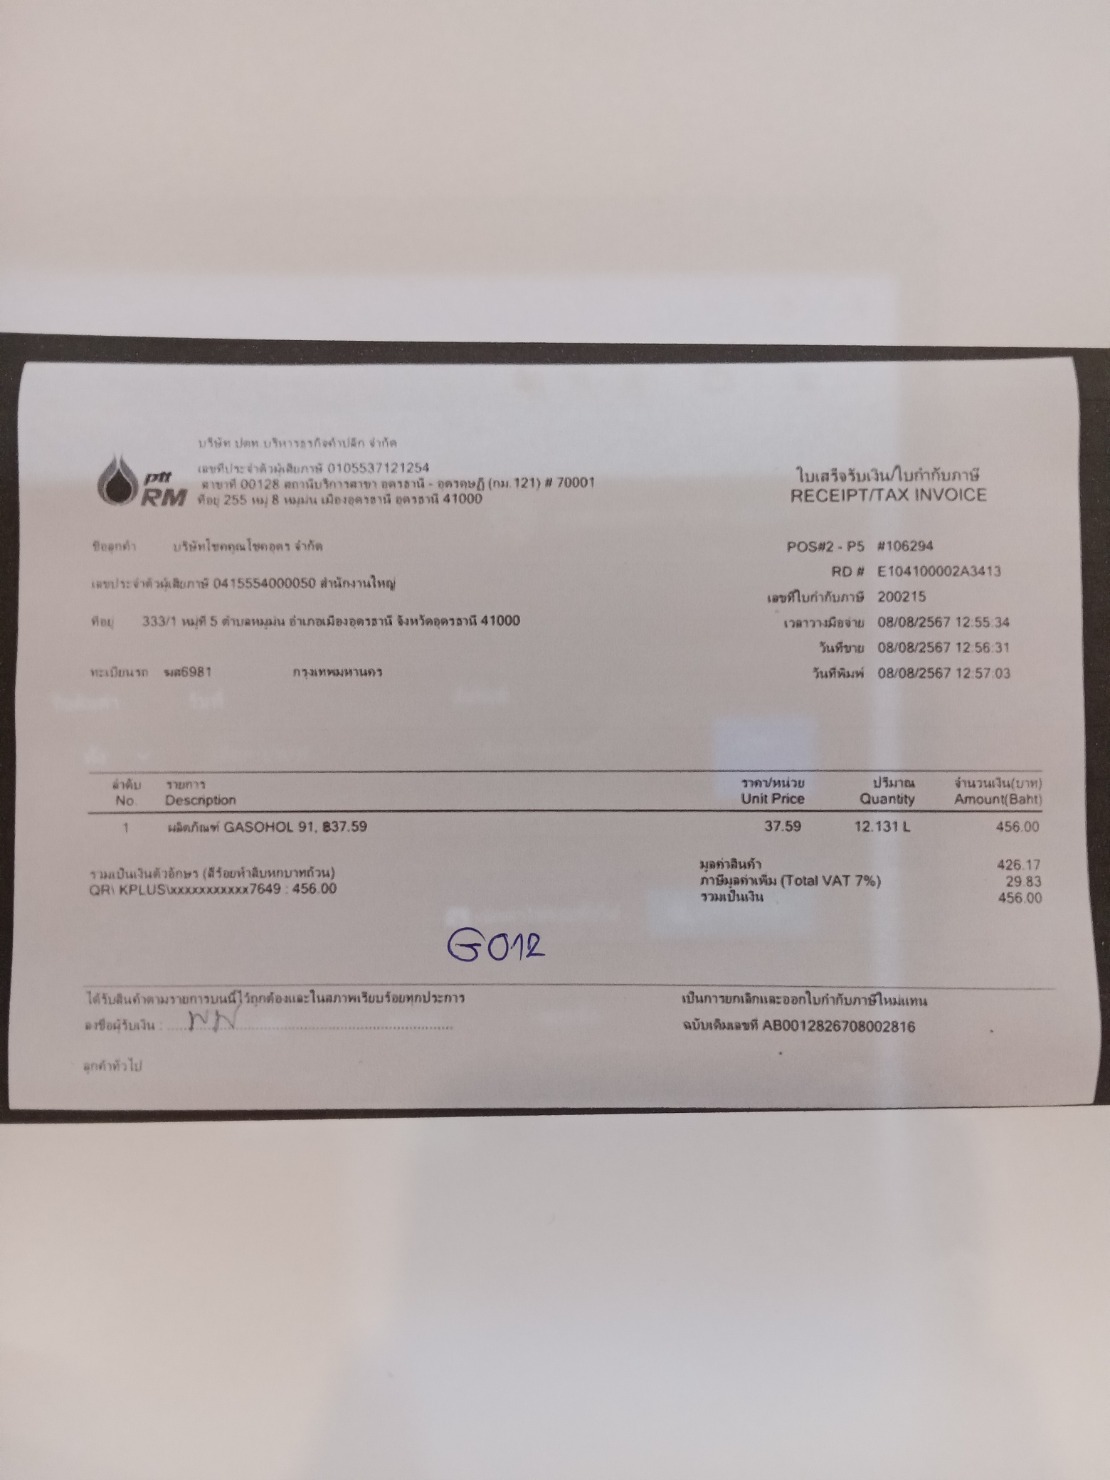 บริษัท ปตท บริหารธุรกิจค้าปลีก จำกัด
ptt
RM
เลขที่ประจำตัวผู้เสียภาษี 0105537121254
สาขาที่ 00128 สถานีบริการสาขา อุดรธานี - อุดรดุษฎี (กม.121) # 70001
ที่อยู่ 255 หมู่ 8 หมูม่น เมืองอุดรธานี อุดรธานี 41000
ใบเสร็จรับเงิน/ใบกำกับภาษี
RECEIPT/TAX INVOICE
ชื่อลูกค้า บริษัทโชคคูณโชคอุดร จำกัด
POS#2 - P5 #106294
เลขประจำตัวผู้เสียภาษี 0415554000050 สำนักงานใหญ่
RD # E104100002A3413
เลขที่ใบกำกับภาษี 200215
ที่อยู่ 333/1 หมู่ที่ 5 ตำบลหมูม่น อำเภอเมืองอุดรธานี จังหวัดอุดรธานี 41000
เวลาวางมือจ่าย 08/08/2567 12:55:34
วันที่ขาย 08/08/2567 12:56:31
ทะเบียนรถ 6981 กรุงเทพมหานคร
วันที่พิมพ์ 08/08/2567 12:57:03
ลำดับ รายการ ราคา/หน่วย ปริมาณ จำนวนเงิน(บาท)
No. Description Unit Price Quantity Amount(Baht)
1 ผลิตภัณฑ์ GASOHOL 91, ฿37.59 37.59 12.131 L 456.00
มูลค่าสินค้า 426.17
รวมเป็นเงินตัวอักษร (สี่ร้อยห้าสิบหกบาทถ้วน)
ภาษีมูลค่าเพิ่ม (Total VAT 7%) 29.83
QR\ KPLUS\xxxxxxxxxxx7649 : 456.00
รวมเป็นเงิน 456.00
G012
ได้รับสินค้าตามรายการบนนี้ไว้ถูกต้องและในสภาพเรียบร้อยทุกประการ
เป็นการยกเลิกและออกใบกำกับภาษีใหม่แทน
ลงชื่อผู้รับเงิน :
ฉบับเดิมเลขที่ AB0012826708002816
ลูกค้าทั่วไป